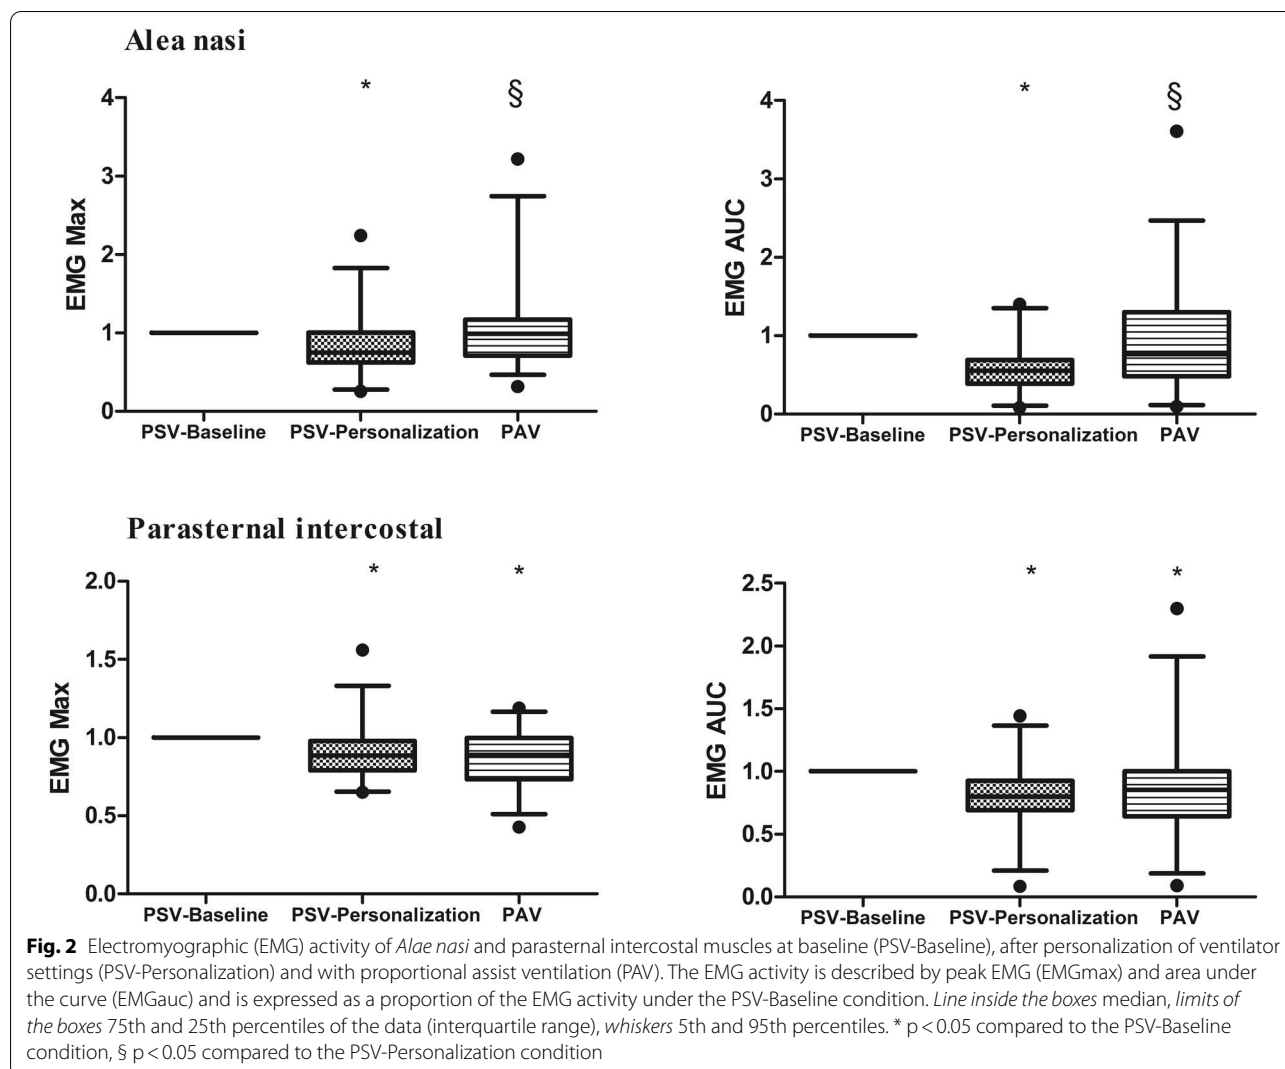 Alea nasi
* §
4
3
2
1
0
EMG Max
PSV-Baseline PSV-Personalization PAV
* §
4
3
2
1
0
EMG AUC
PSV-Baseline PSV-Personalization PAV
Parasternal intercostal
* *
2.0
1.5
1.0
0.5
0.0
EMG Max
PSV-Baseline PSV-Personalization PAV
* *
2.5
2.0
1.5
1.0
0.5
0.0
EMG AUC
PSV-Baseline PSV-Personalization PAV
Fig. 2 Electromyographic (EMG) activity of Alae nasi and parasternal intercostal muscles at baseline (PSV-Baseline), after personalization of ventilator
settings (PSV-Personalization) and with proportional assist ventilation (PAV). The EMG activity is described by peak EMG (EMGmax) and area under
the curve (EMGauc) and is expressed as a proportion of the EMG activity under the PSV-Baseline condition. Line inside the boxes median, limits of
the boxes 75th and 25th percentiles of the data (interquartile range), whiskers 5th and 95th percentiles. * p < 0.05 compared to the PSV-Baseline
condition, § p < 0.05 compared to the PSV-Personalization condition